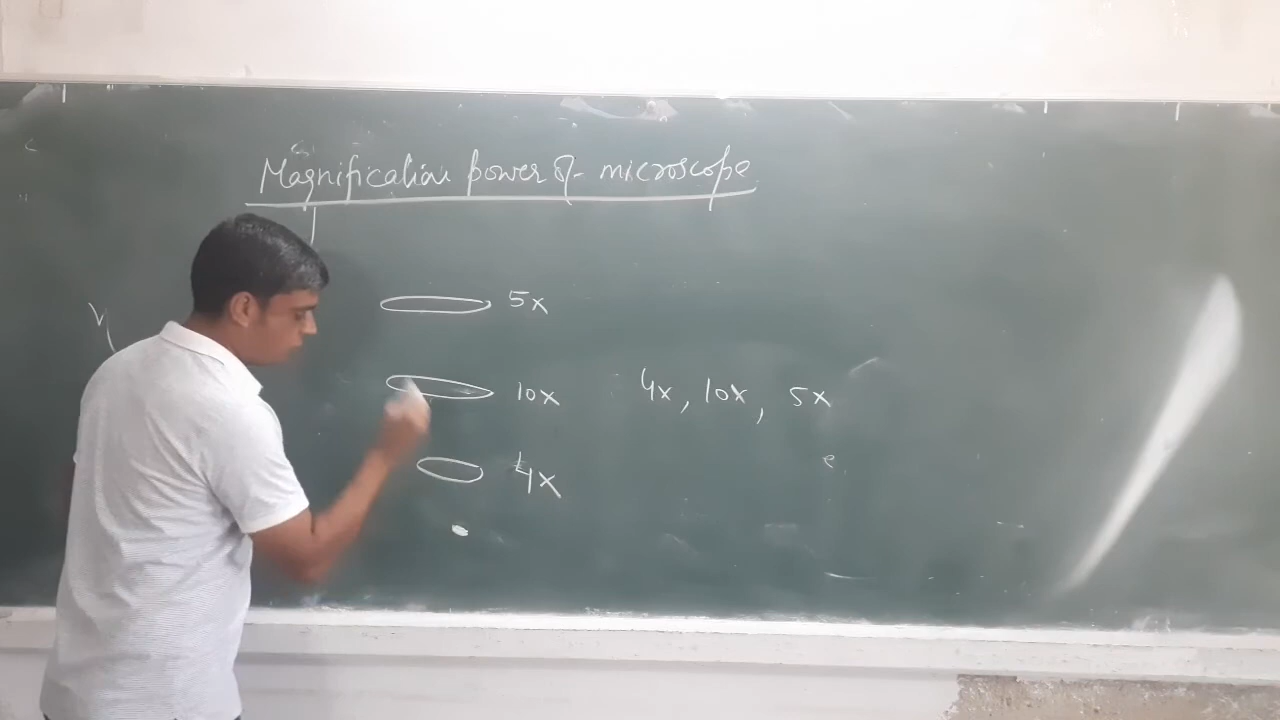 Magnification power of microscope
5x
10x 4x, 10x, 5x
4x